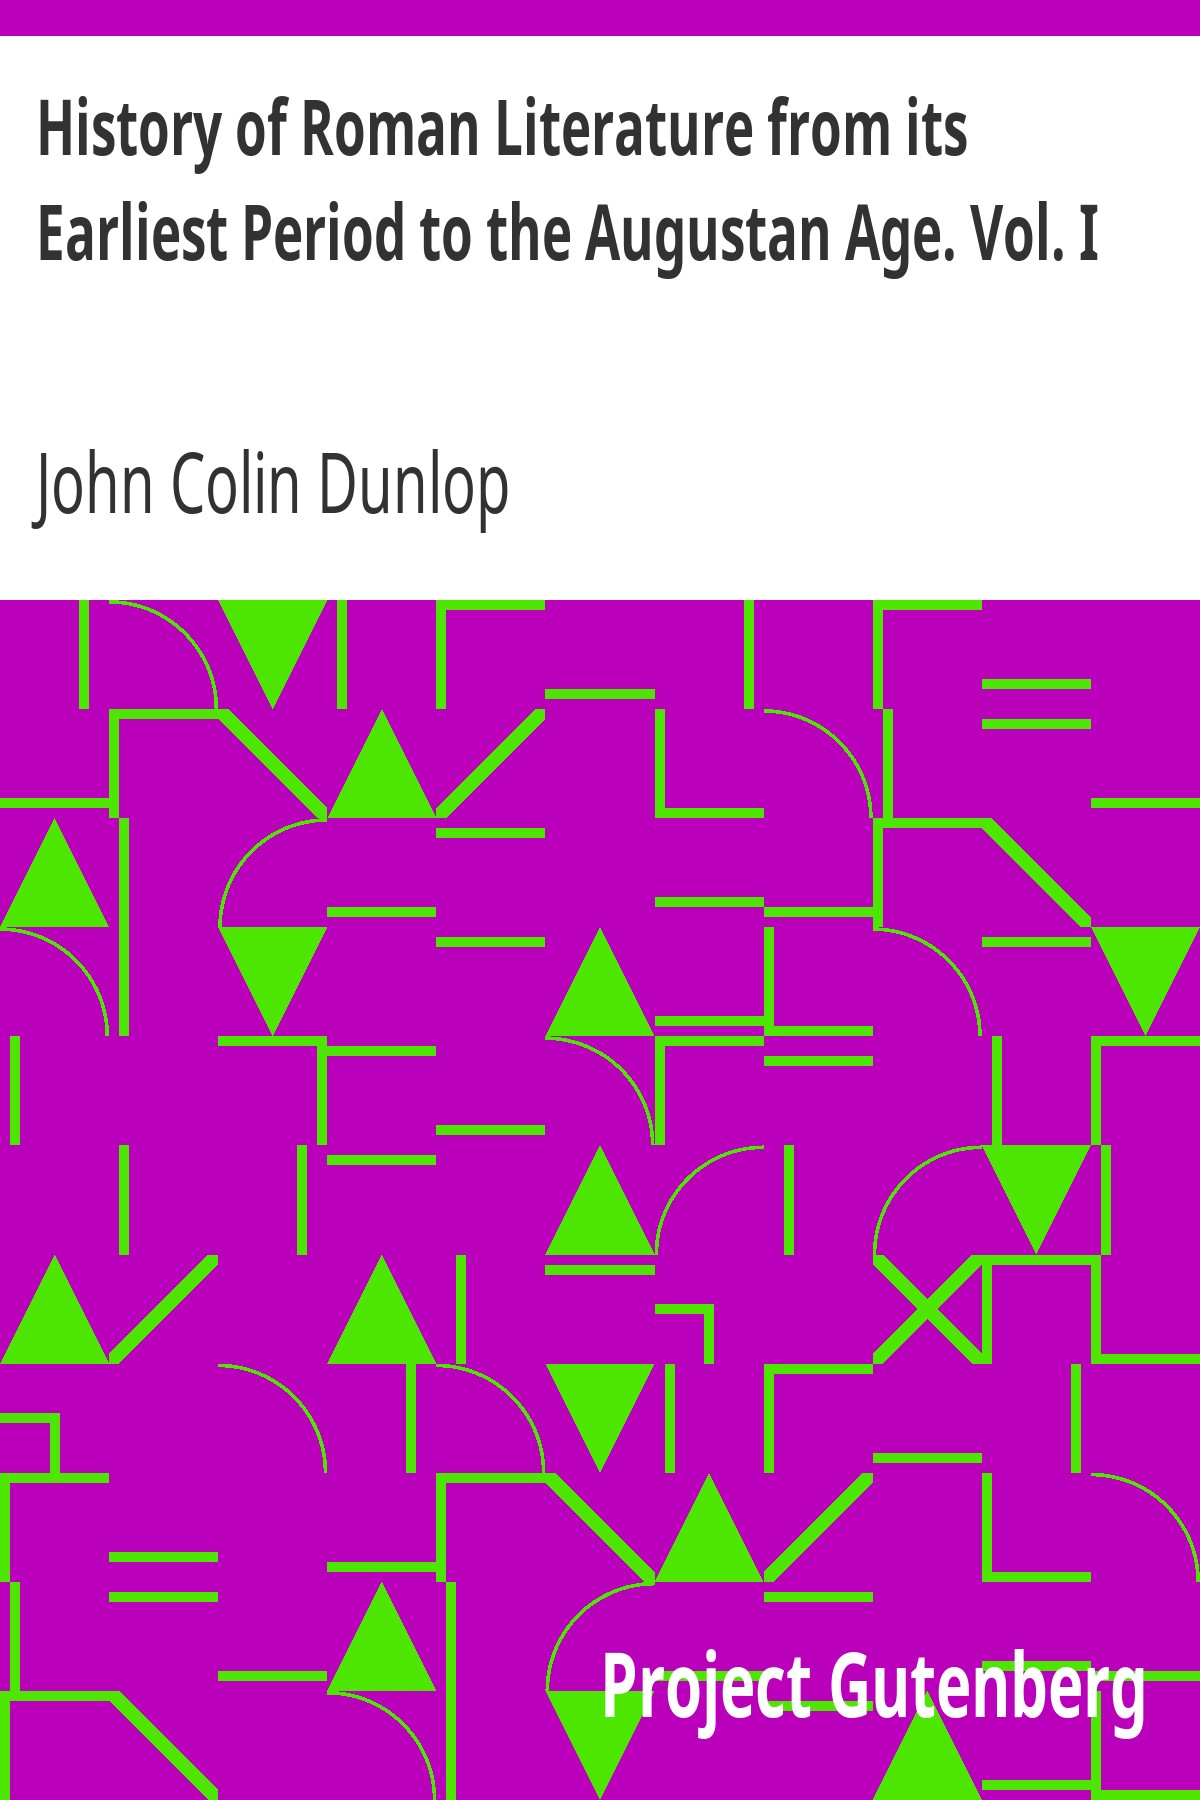 History of Roman Literature from its
Earliest Period to the Augustan Age. Vol. I
John Colin Dunlop
Project Gutenberg